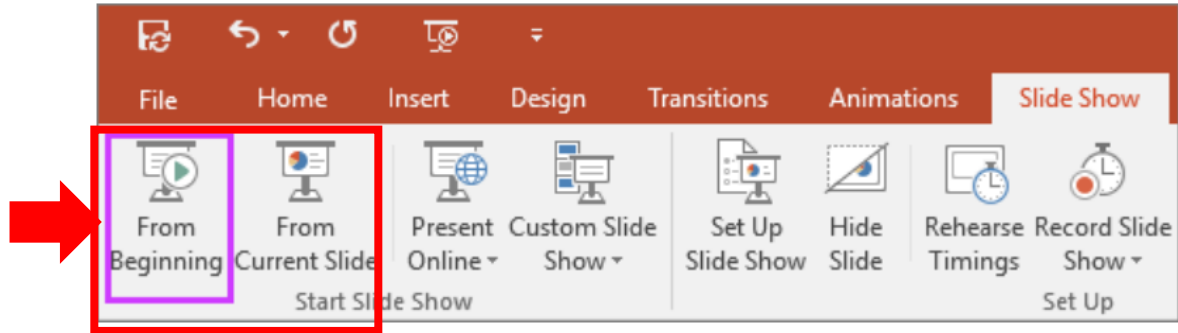 File Home Insert Design Transitions Animations Slide Show
From Beginning
From Current Slide
Present Online
Custom Slide Show
Set Up Slide Show
Hide Slide
Rehearse Timings
Record Slide Show
Start Slide Show
Set Up